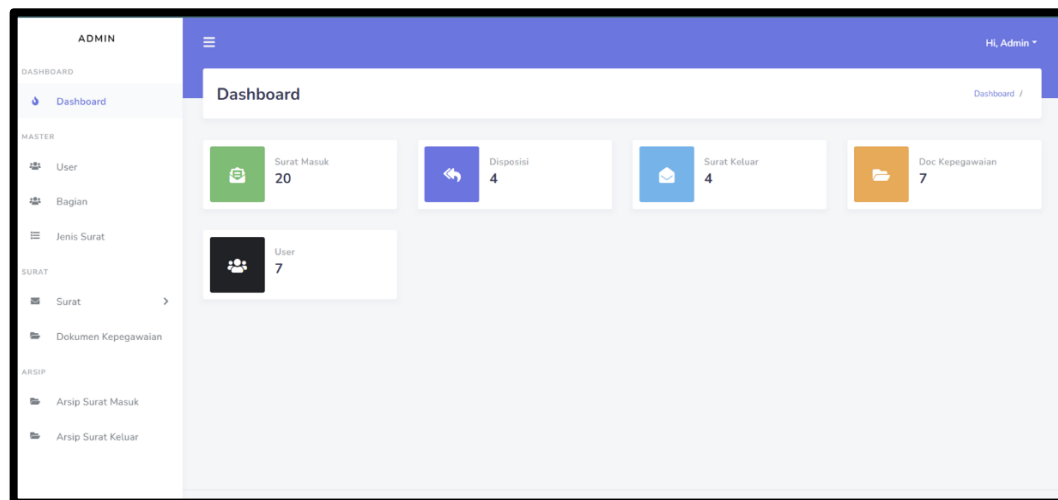 ADMIN
DASHBOARD
Dashboard
MASTER
User
Bagian
Jenis Surat
SURAT
Surat
Dokumen Kepegawaian
ARSIP
Arsip Surat Masuk
Arsip Surat Keluar
Hi, Admin
Dashboard
Dashboard /
Surat Masuk
20
Disposisi
4
Surat Keluar
4
Doc Kepegawaian
7
User
7